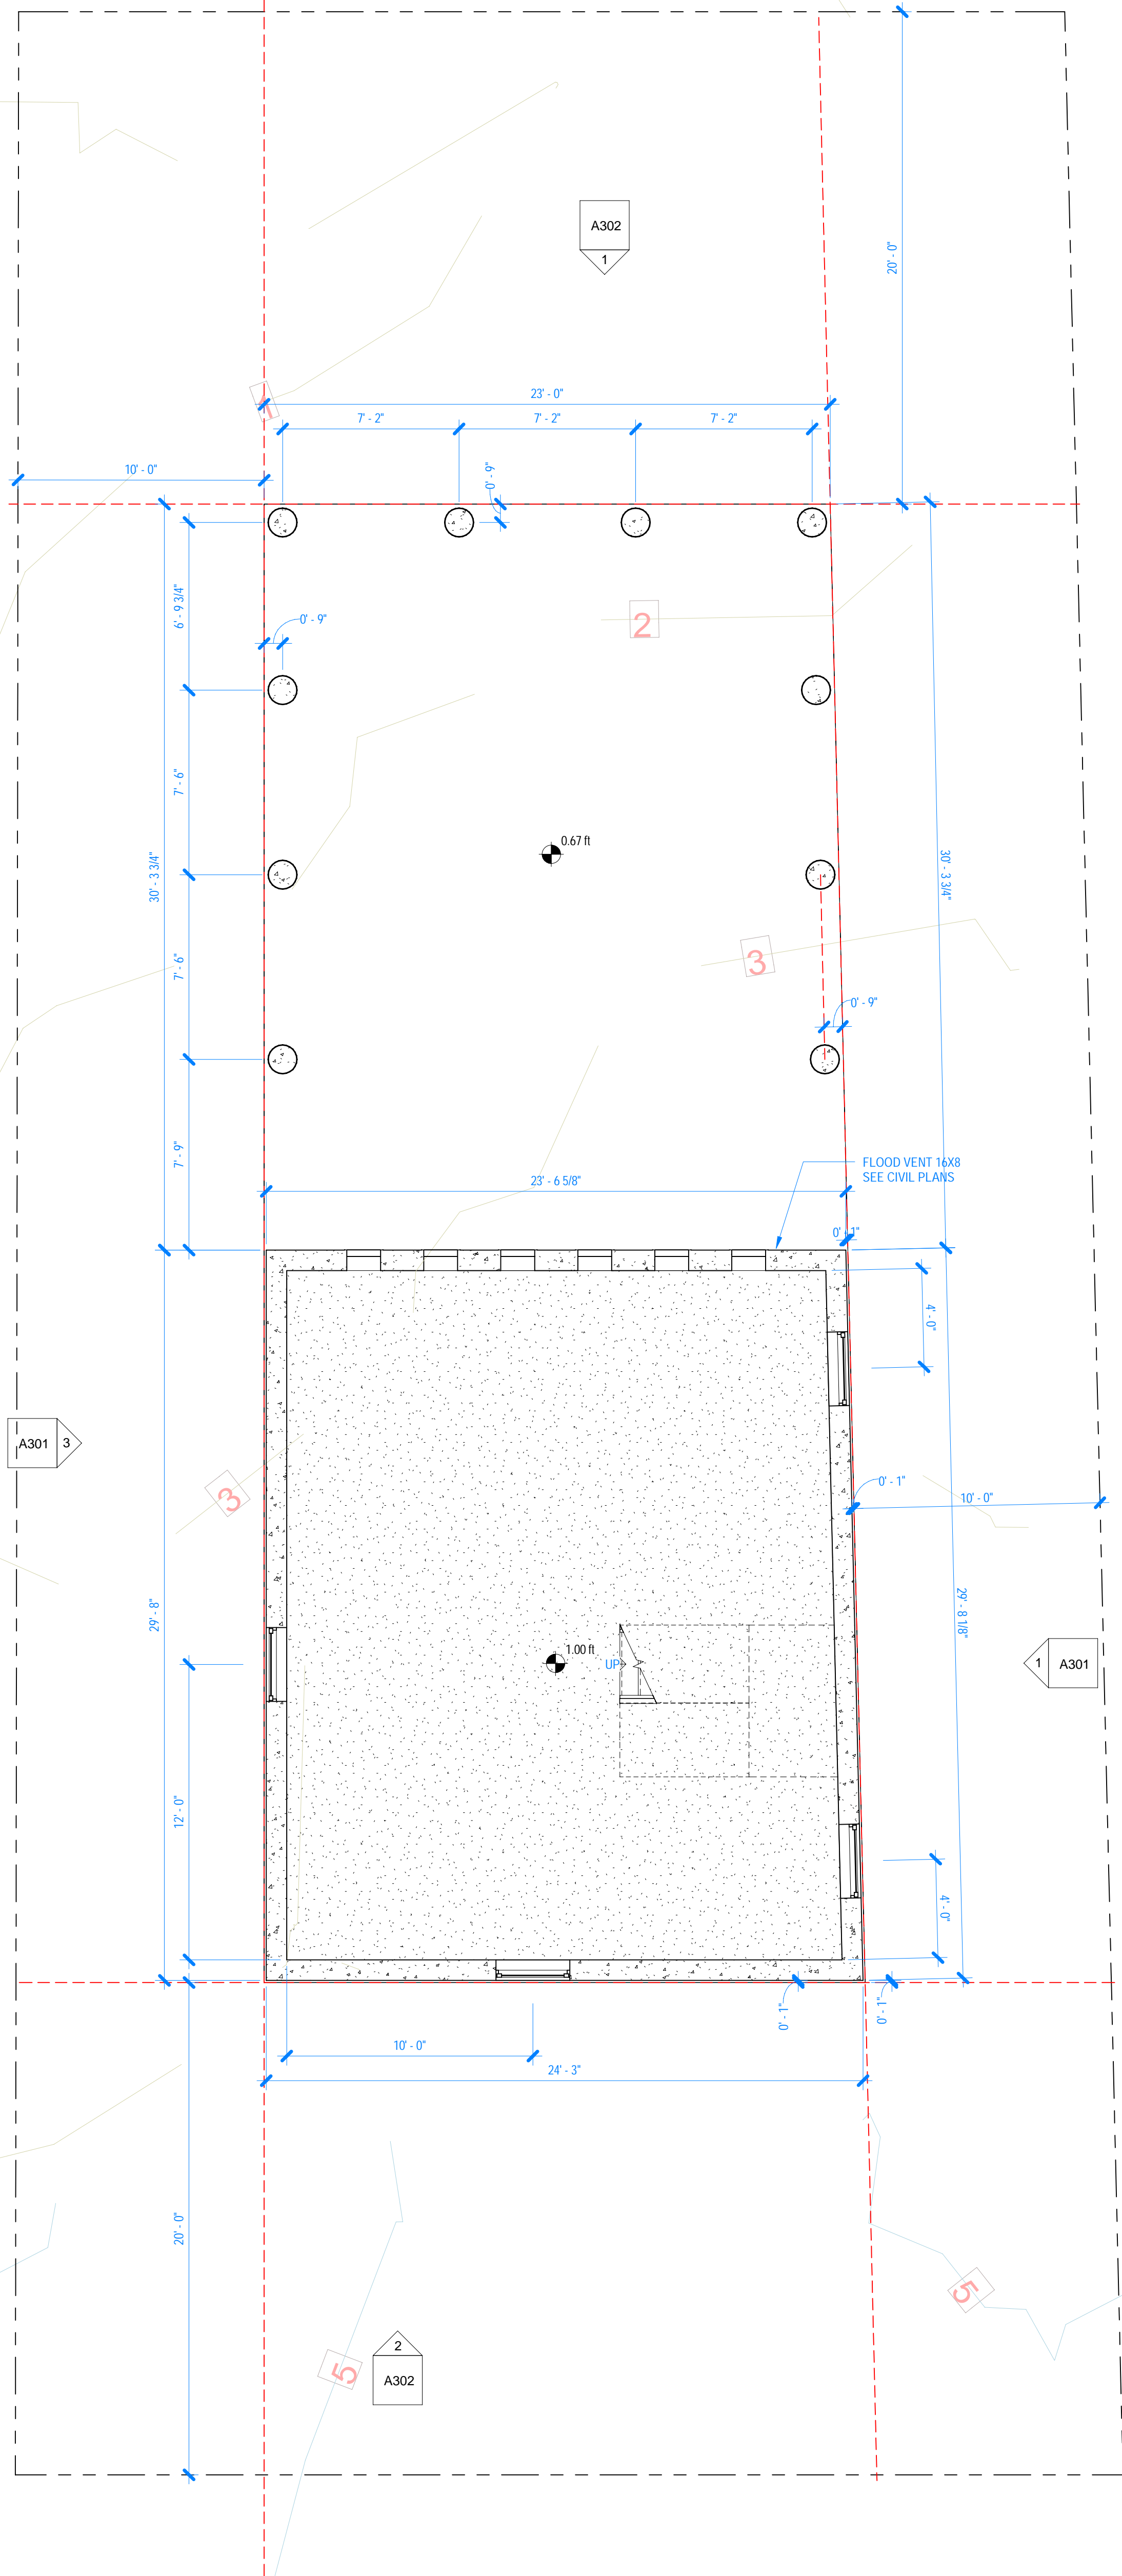 A302
1
20' - 0"
1
23' - 0"
7' - 2"
7' - 2"
7' - 2"
10' - 0"
0' - 9"
6' - 9 3/4"
0' - 9"
2
7' - 6"
0.67 ft
30' - 3 3/4"
30' - 3 3/4"
7' - 6"
3
0' - 9"
7' - 9"
FLOOD VENT 16X8
SEE CIVIL PLANS
23' - 6 5/8"
0' - 1"
4' - 0"
A301
3
3
0' - 1"
10' - 0"
29' - 8"
29' - 8 1/8"
1.00 ft
UP
1
A301
12' - 0"
4' - 0"
0' - 1"
0' - 1"
10' - 0"
24' - 3"
20' - 0"
5
5
2
A302